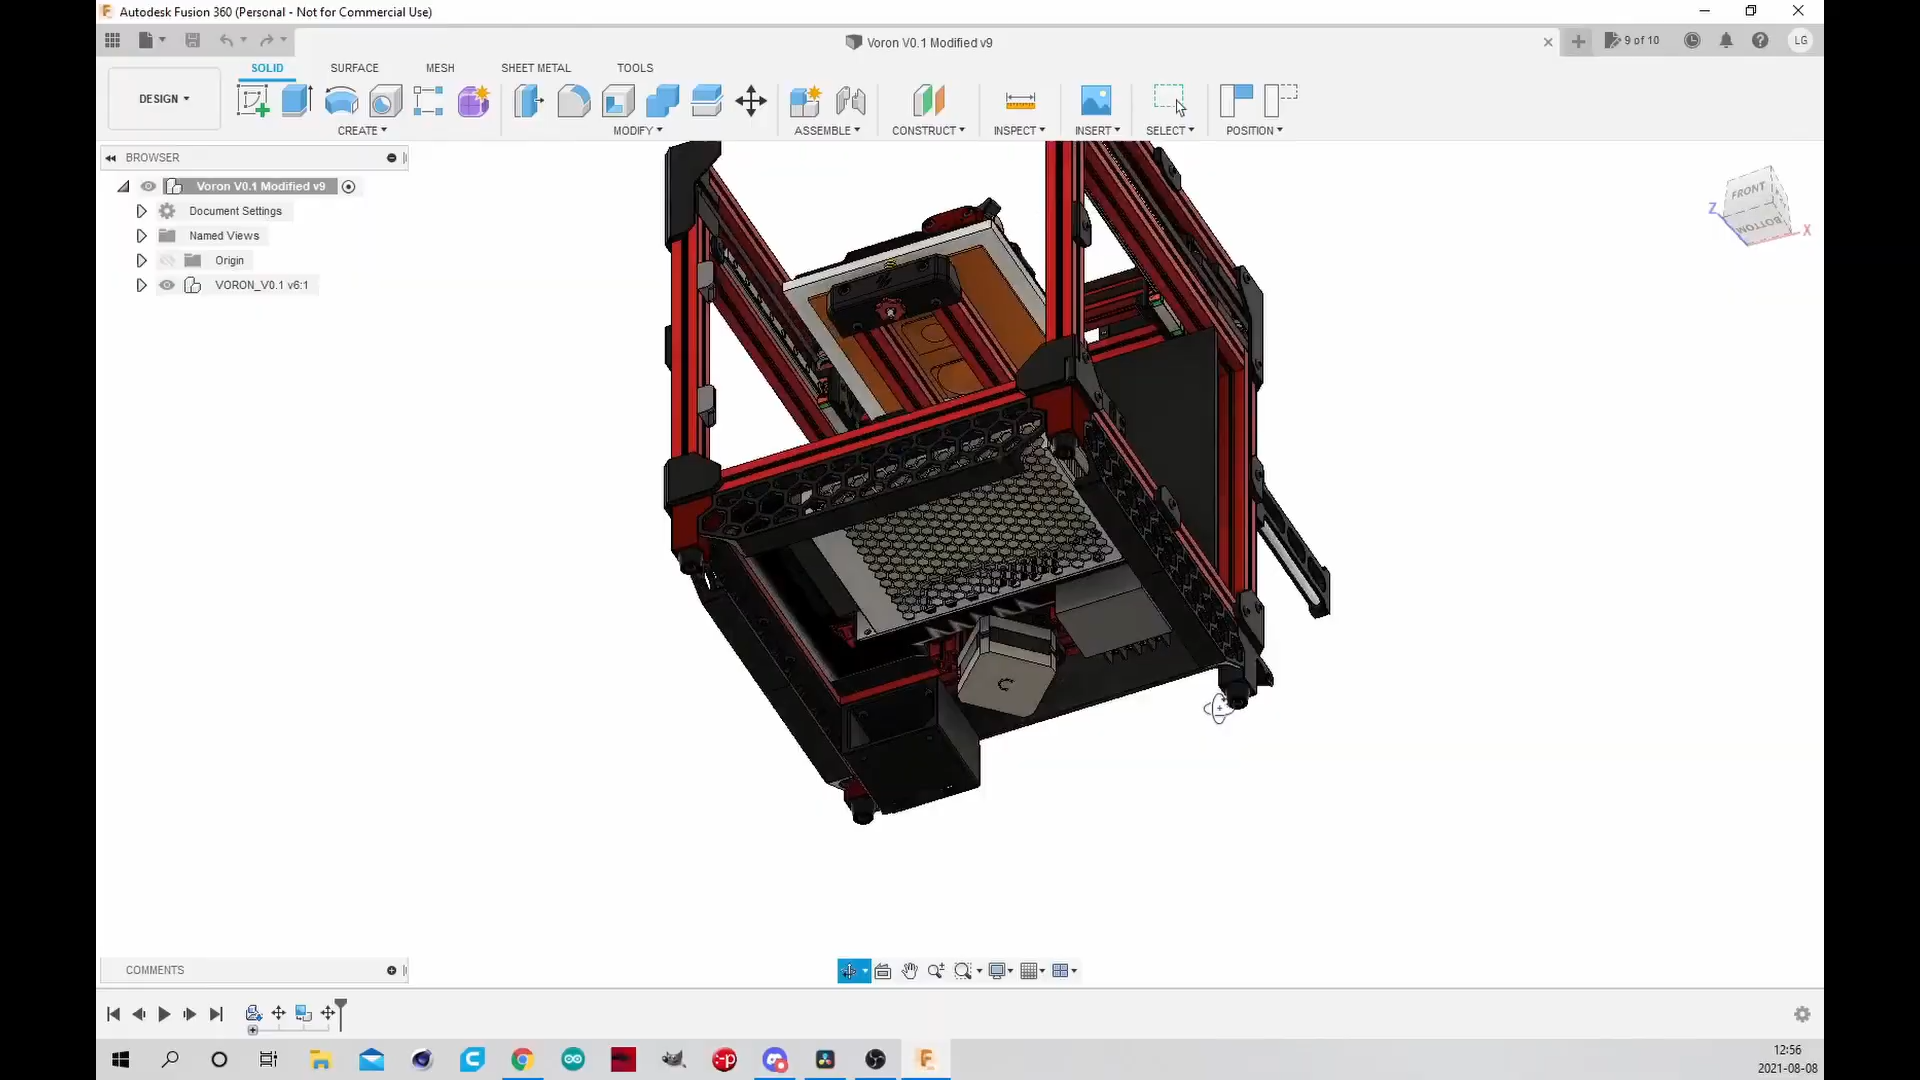 Autodesk Fusion 360 (Personal - Not for Commercial Use)
Voron V0.1 Modified v9
9 of 10
LG
DESIGN
SOLID
SURFACE
MESH
SHEET METAL
TOOLS
CREATE
MODIFY
ASSEMBLE
CONSTRUCT
INSPECT
INSERT
SELECT
POSITION
BROWSER
Voron V0.1 Modified v9
Document Settings
Named Views
Origin
VORON_V0.1 v6:1
FRONT
BOTTOM
Z
X
COMMENTS
12:56
2021-08-08